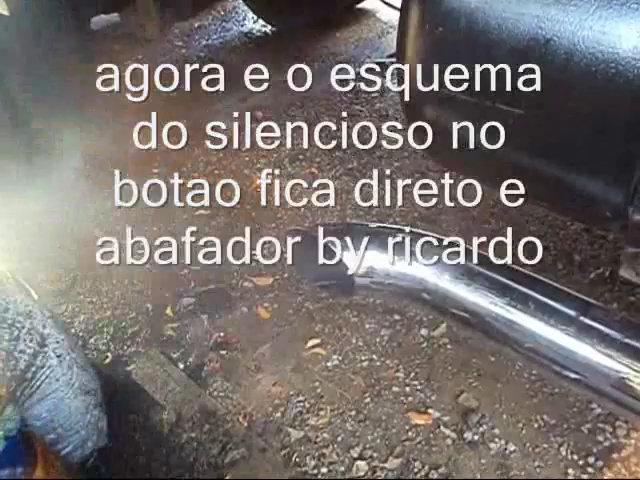 agora e o esquema
do silencioso no
botao fica direto e
abafador by ricardo